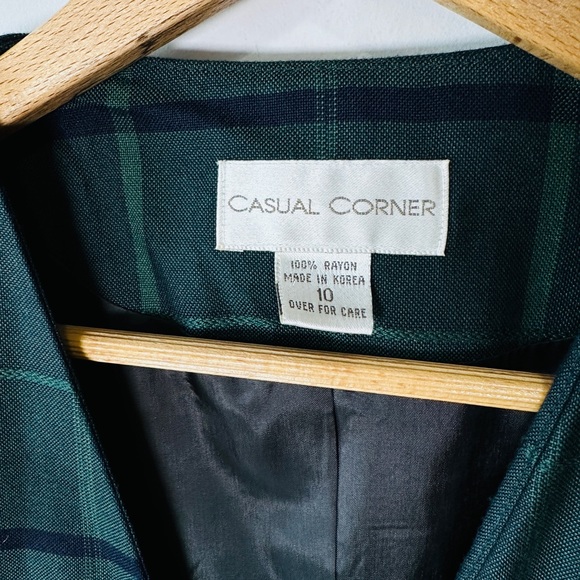 CASUAL CORNER
100% RAYON
MADE IN KOREA
10
OVER FOR CARE